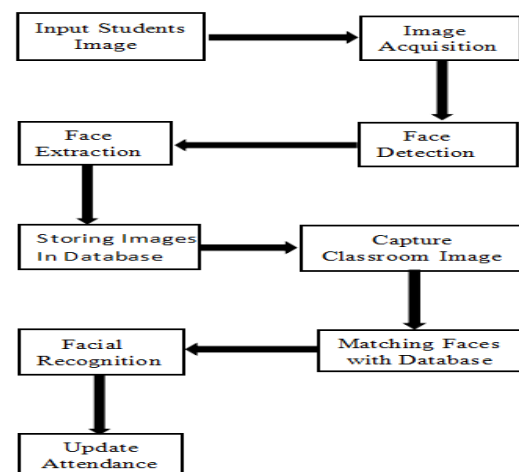 Input Students
Image
Image
Acquisition
Face
Detection
Face
Extraction
Storing Images
In Database
Capture
Classroom Image
Matching Faces
with Database
Facial
Recognition
Update
Attendance